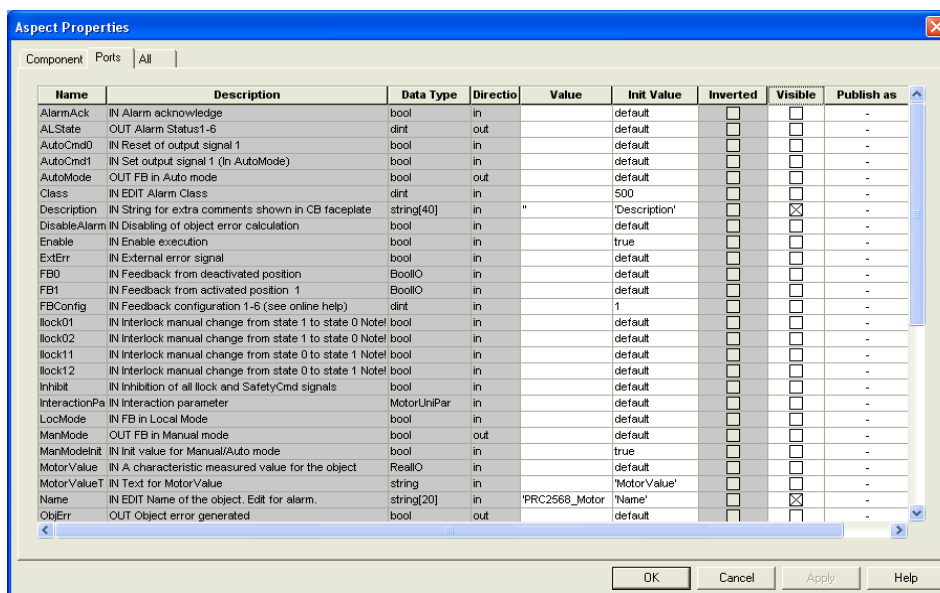 Aspect Properties
Component Ports All
Name Description Data Type Directio Value Init Value Inverted Visible Publish as
AlarmAck IN Alarm acknowledge bool in default -
ALState OUT Alarm Status1-6 dint out default -
AutoCmd0 IN Reset of output signal 1 bool in default -
AutoCmd1 IN Set output signal 1 (In AutoMode) bool in default -
AutoMode OUT FB in Auto mode bool out default -
Class IN EDIT Alarm Class dint in 500 -
Description IN String for extra comments shown in CB faceplate string[40] in '' 'Description' -
DisableAlarm IN Disabling of object error calculation bool in default -
Enable IN Enable execution bool in true -
ExtErr IN External error signal bool in default -
FB0 IN Feedback from deactivated position BoolIO in default -
FB1 IN Feedback from activated position 1 BoolIO in default -
FBConfig IN Feedback configuration 1-6 (see online help) dint in 1 -
Ilock01 IN Interlock manual change from state 1 to state 0 Note! bool in default -
Ilock02 IN Interlock manual change from state 1 to state 0 Note! bool in default -
Ilock11 IN Interlock manual change from state 0 to state 1 Note! bool in default -
Ilock12 IN Interlock manual change from state 0 to state 1 Note! bool in default -
Inhibit IN Inhibition of all Ilock and SafetyCmd signals bool in default -
InteractionPa IN Interaction parameter MotorUniPar in default -
LocMode IN FB in Local Mode bool in default -
ManMode OUT FB in Manual mode bool out default -
ManModeInit IN Init value for Manual/Auto mode bool in true -
MotorValue IN A characteristic measured value for the object RealIO in default -
MotorValueT IN Text for MotorValue string in 'MotorValue' -
Name IN EDIT Name of the object. Edit for alarm. string[20] in 'PRC2568_Motor 'Name' -
ObjErr OUT Object error generated bool out default -
OK Cancel Apply Help